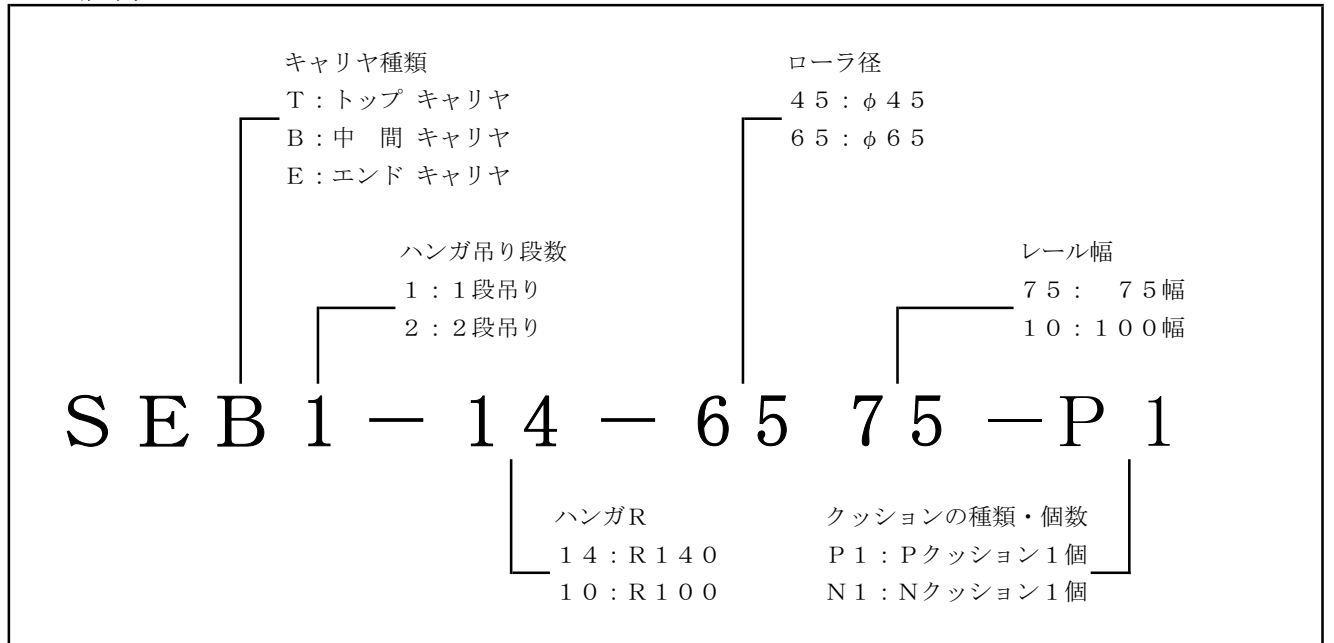 キャリヤ種類
T：トップ キャリヤ
B：中　間 キャリヤ
E：エンド キャリヤ
ローラ径
４５：φ４５
６５：φ６５
ハンガ吊り段数
１：１段吊り
２：２段吊り
レール幅
７５：　７５幅
１０：１００幅
ＳＥＢ１－１４－６５ ７５－Ｐ１
ハンガＲ
１４：Ｒ１４０
１０：Ｒ１００
クッションの種類・個数
Ｐ１：Ｐクッション１個
Ｎ１：Ｎクッション１個